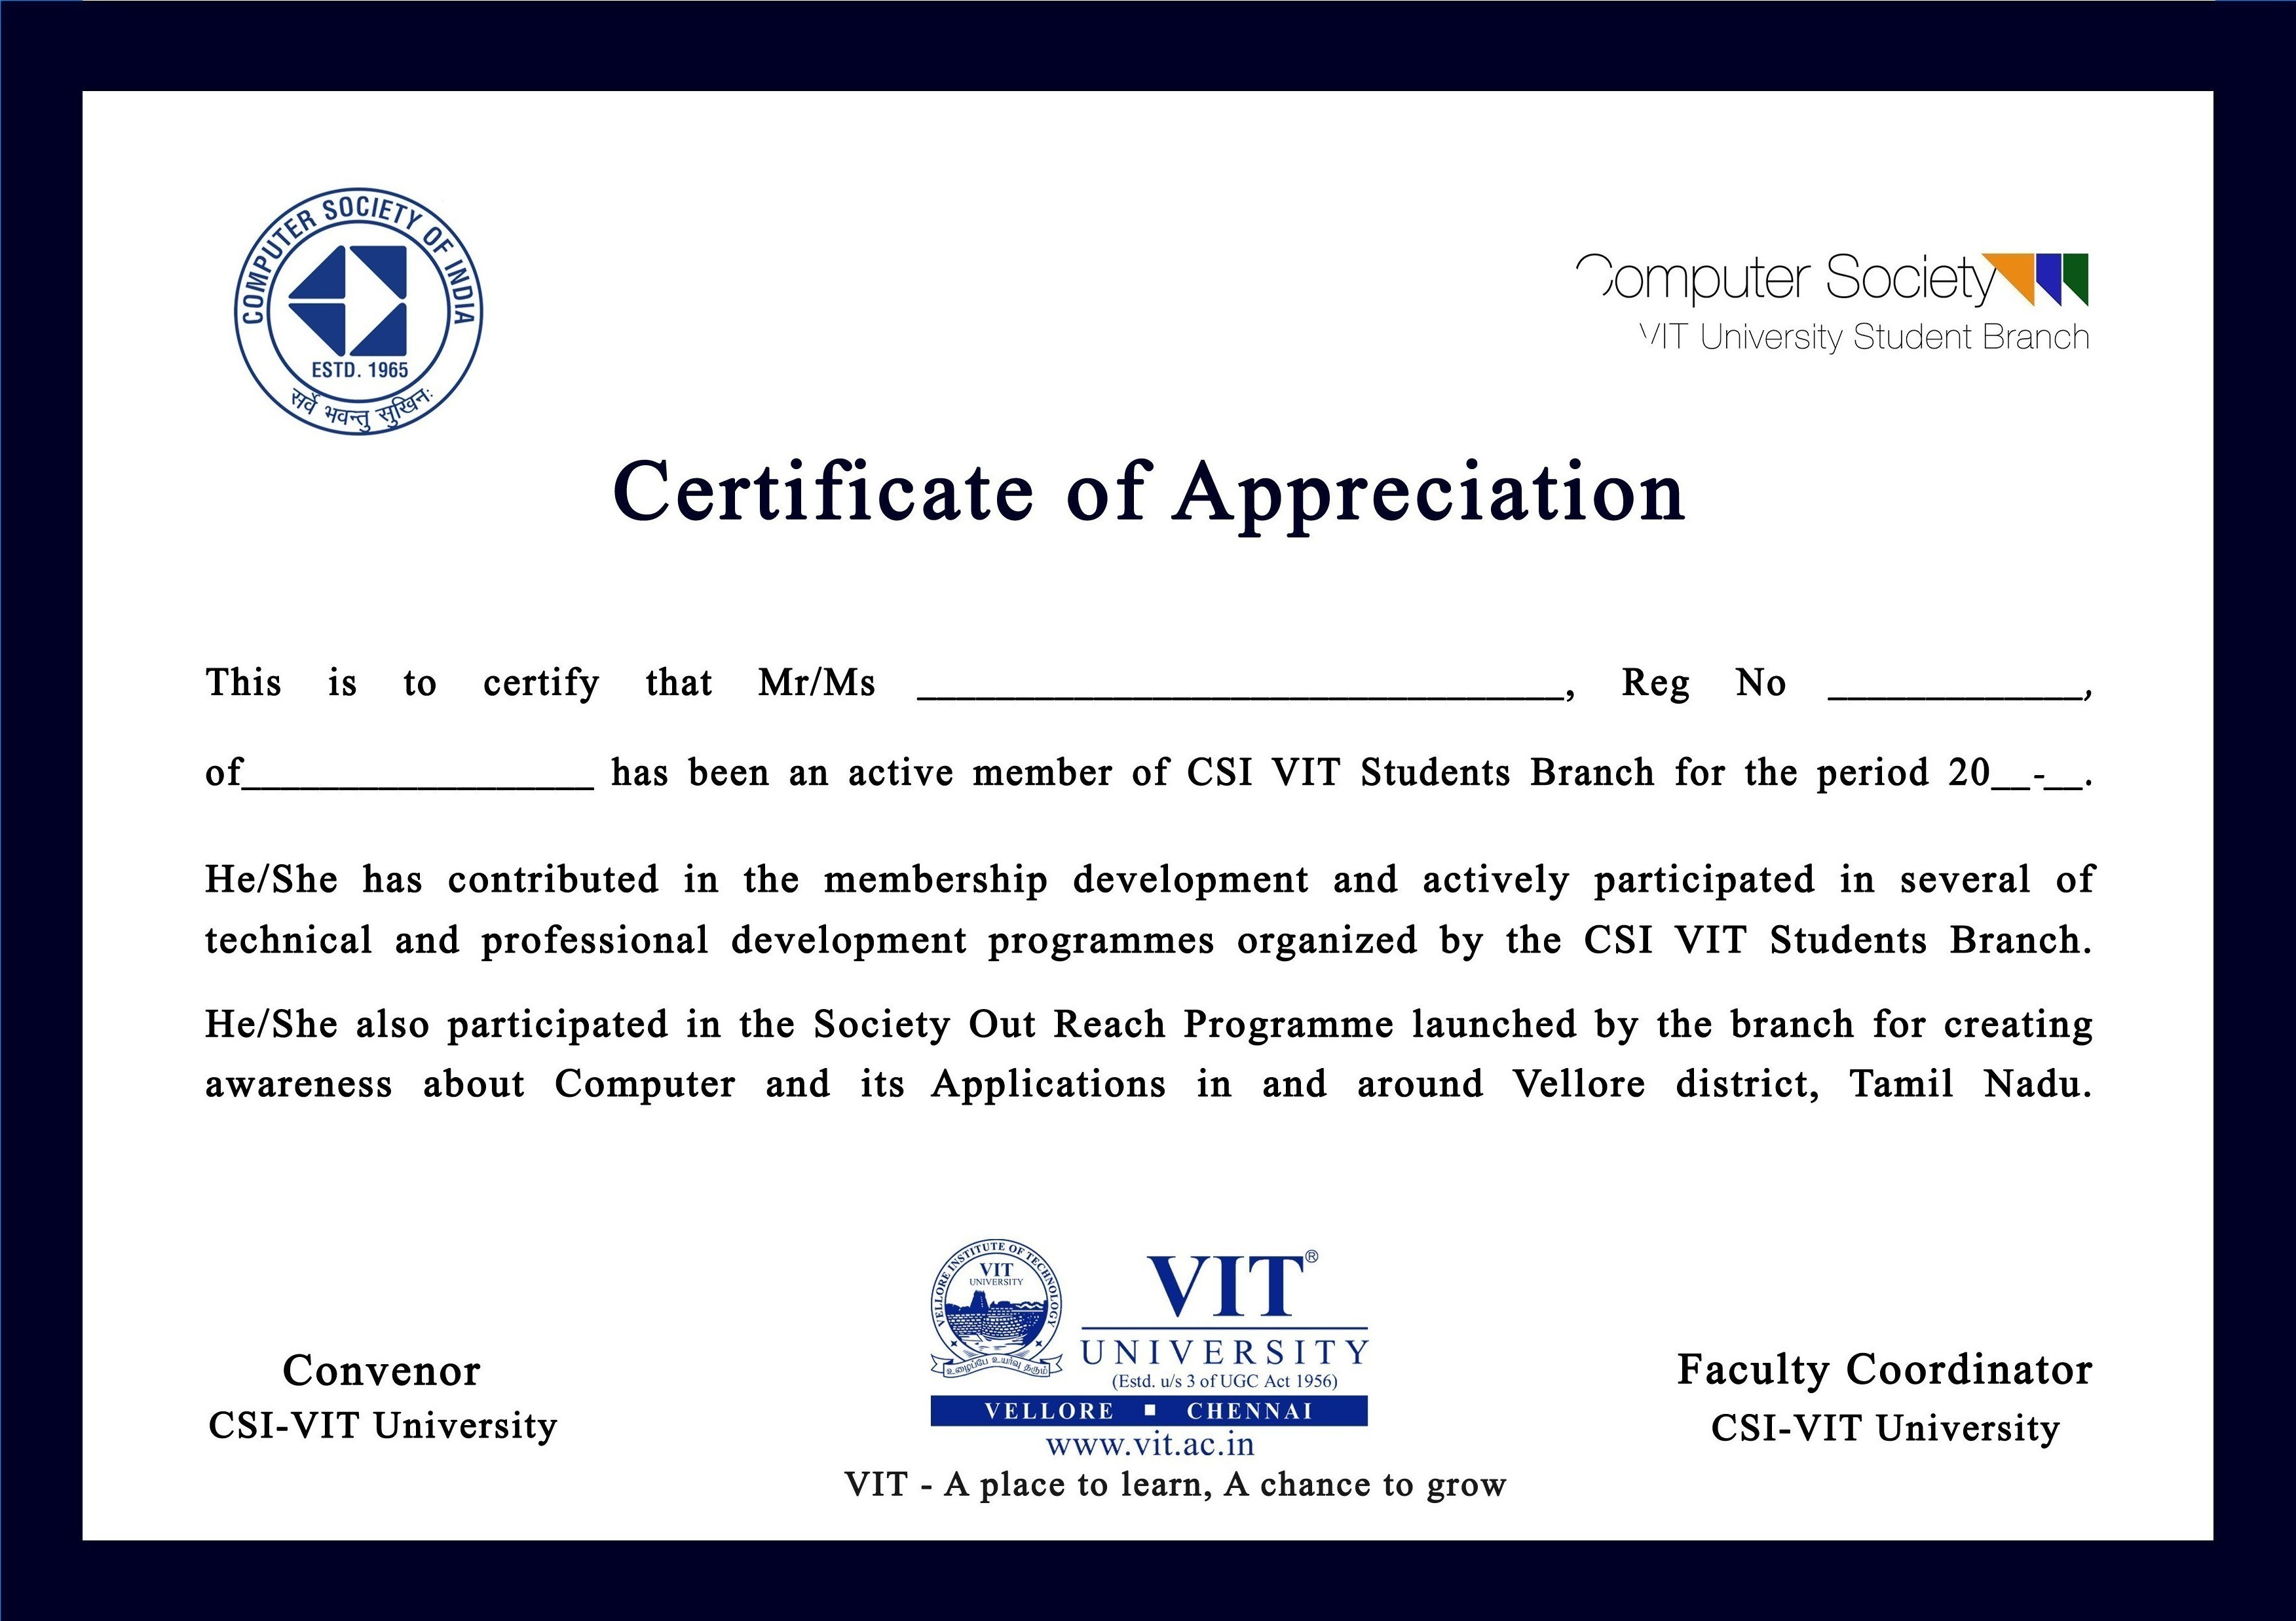 COMPUTER SOCIETY OF INDIA
ESTD. 1965
सर्वे भवन्तु सुखिनः
Computer Society
VIT University Student Branch
Certificate of Appreciation
This is to certify that Mr/Ms _________________________________, Reg No _____________,
of__________________ has been an active member of CSI VIT Students Branch for the period 20__-__.
He/She has contributed in the membership development and actively participated in several of
technical and professional development programmes organized by the CSI VIT Students Branch.
He/She also participated in the Society Out Reach Programme launched by the branch for creating
awareness about Computer and its Applications in and around Vellore district, Tamil Nadu.
VELLORE INSTITUTE OF TECHNOLOGY
VIT
UNIVERSITY
உழைப்பே உயர்வு தரும்
VIT®
UNIVERSITY
(Estd. u/s 3 of UGC Act 1956)
VELLORE ■ CHENNAI
www.vit.ac.in
VIT - A place to learn, A chance to grow
Convenor
CSI-VIT University
Faculty Coordinator
CSI-VIT University